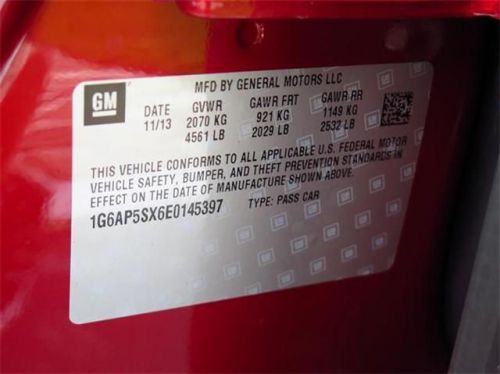 MFD BY GENERAL MOTORS LLC
GM
DATE GVWR GAWR FRT GAWR RR
11/13 2070 KG 921 KG 1149 KG
4561 LB 2029 LB 2532 LB
THIS VEHICLE CONFORMS TO ALL APPLICABLE U.S. FEDERAL MOTOR
VEHICLE SAFETY, BUMPER, AND THEFT PREVENTION STANDARDS IN
EFFECT ON THE DATE OF MANUFACTURE SHOWN ABOVE.
1G6AP5SX6E0145397 TYPE: PASS CAR